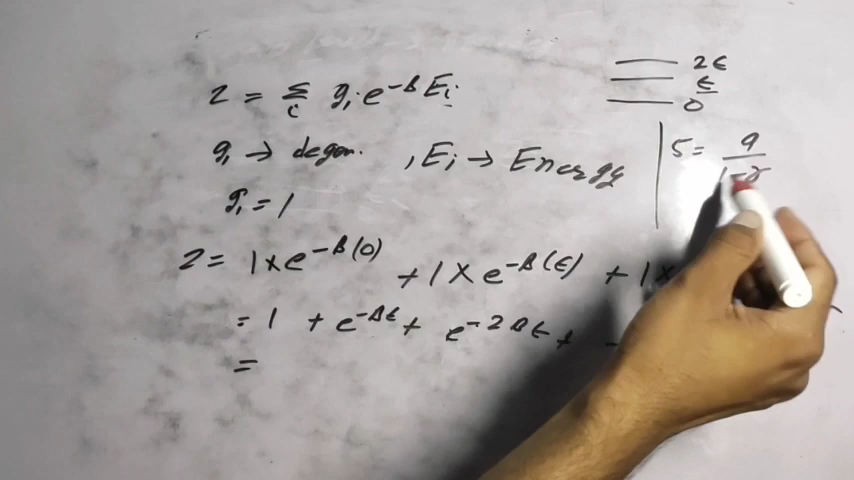 Z = Σ gᵢ e^-βEᵢ
i
2ϵ
ϵ
0
gᵢ → degen. , Eᵢ → Energy
S = a / 1-r
gᵢ = 1
Z = 1 x e^-β(0) + 1 x e^-β(ϵ) + 1 x
= 1 + e^-βϵ + e^-2βϵ +
=